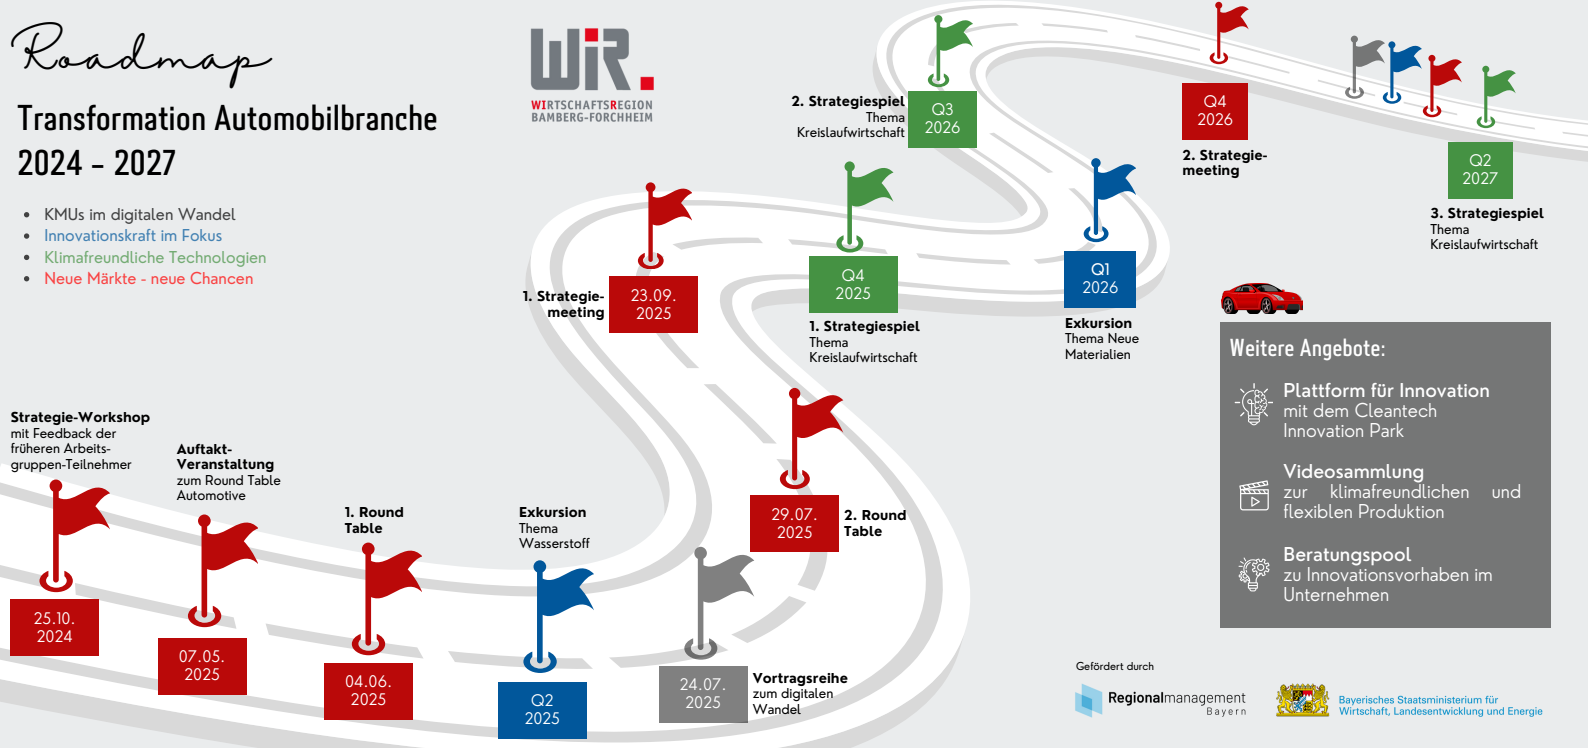 Roadmap
Transformation Automobilbranche
2024 – 2027
• KMUs im digitalen Wandel
• Innovationskraft im Fokus
• Klimafreundliche Technologien
• Neue Märkte - neue Chancen
WiR.
WIRTSCHAFTSREGION
BAMBERG-FORCHHEIM
Strategie-Workshop
mit Feedback der
früheren Arbeits-
gruppen-Teilnehmer
25.10.
2024
Auftakt-
Veranstaltung
zum Round Table
Automotive
07.05.
2025
1. Round
Table
04.06.
2025
Exkursion
Thema
Wasserstoff
Q2
2025
24.07.
2025
Vortragsreihe
zum digitalen
Wandel
29.07.
2025
2. Round
Table
1. Strategie-
meeting
23.09.
2025
Q4
2025
1. Strategiespiel
Thema
Kreislaufwirtschaft
Q1
2026
Exkursion
Thema Neue
Materialien
2. Strategiespiel
Thema
Kreislaufwirtschaft
Q3
2026
Q4
2026
2. Strategie-
meeting
Q2
2027
3. Strategiespiel
Thema
Kreislaufwirtschaft
Weitere Angebote:
Plattform für Innovation
mit dem Cleantech
Innovation Park
Videosammlung
zur klimafreundlichen und
flexiblen Produktion
Beratungspool
zu Innovationsvorhaben im
Unternehmen
Gefördert durch
Regionalmanagement
Bayern
Bayerisches Staatsministerium für
Wirtschaft, Landesentwicklung und Energie